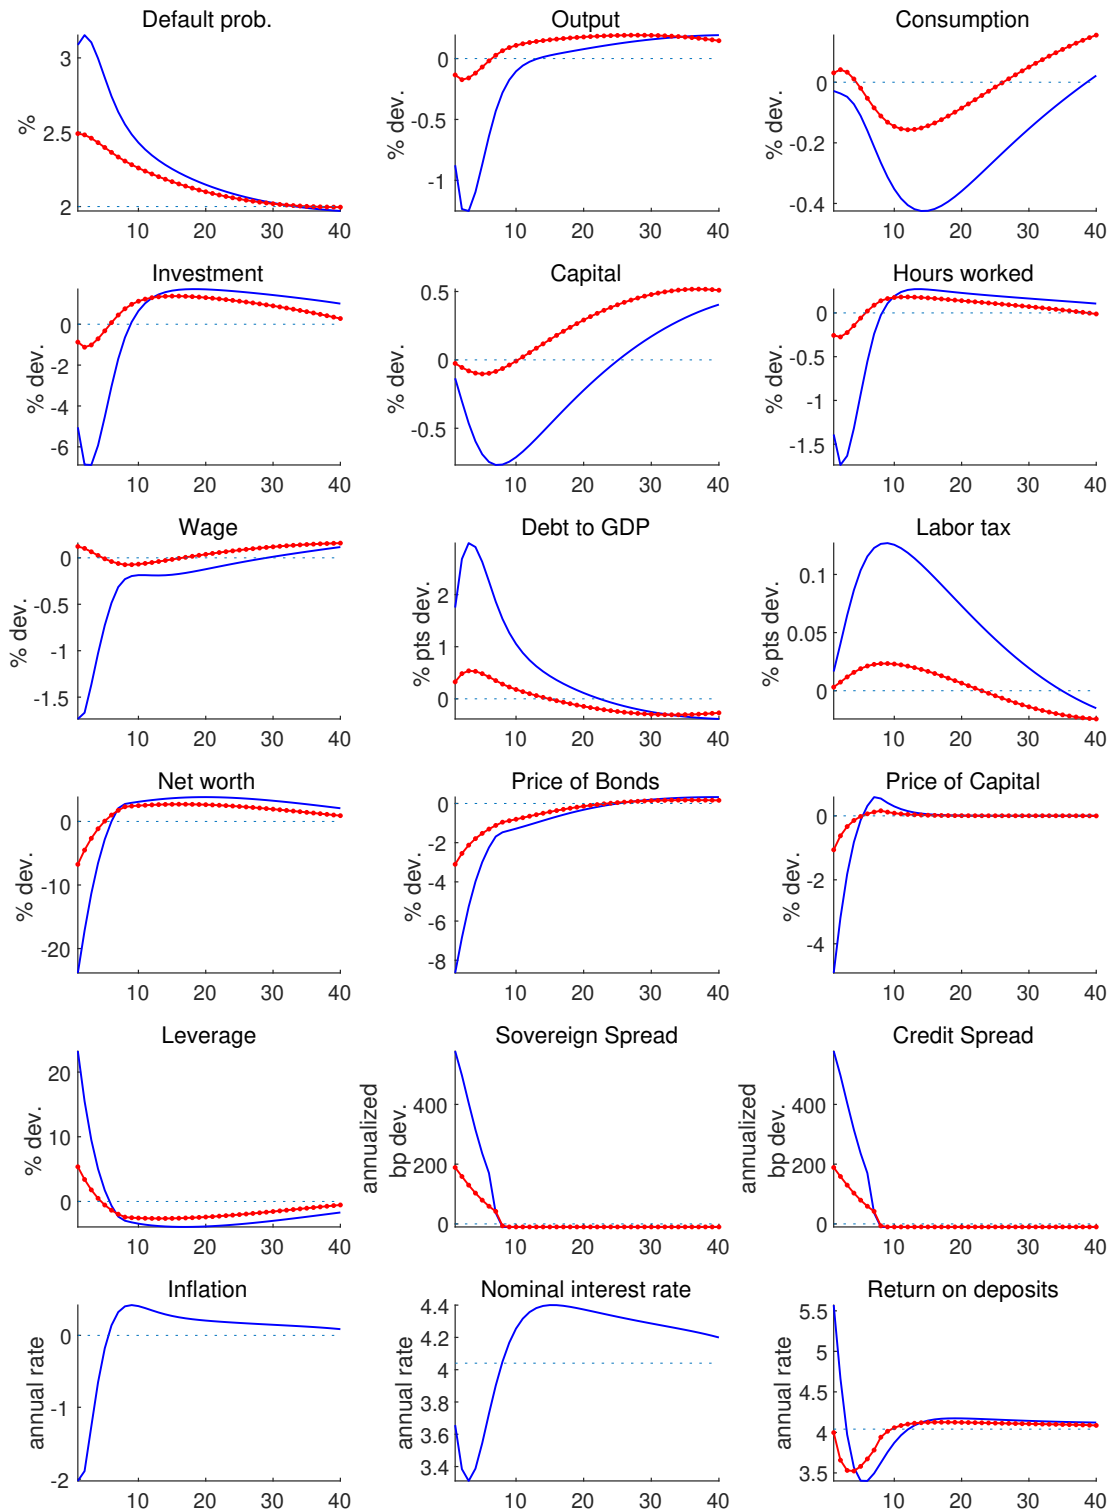 Default prob.
%
3
2.5
2
10 20 30 40
Output
% dev.
0
-0.5
-1
10 20 30 40
Consumption
% dev.
0
-0.2
-0.4
10 20 30 40
Investment
% dev.
0
-2
-4
-6
10 20 30 40
Capital
% dev.
0.5
0
-0.5
10 20 30 40
Hours worked
% dev.
0
-0.5
-1
-1.5
10 20 30 40
Wage
% dev.
0
-0.5
-1
-1.5
10 20 30 40
Debt to GDP
% pts dev.
2
1
0
10 20 30 40
Labor tax
% pts dev.
0.1
0.05
0
10 20 30 40
Net worth
% dev.
0
-10
-20
10 20 30 40
Price of Bonds
% dev.
0
-2
-4
-6
-8
10 20 30 40
Price of Capital
% dev.
0
-2
-4
10 20 30 40
Leverage
% dev.
20
10
0
10 20 30 40
Sovereign Spread
annualized
bp dev.
400
200
0
10 20 30 40
Credit Spread
annualized
bp dev.
400
200
0
10 20 30 40
Inflation
annual rate
0
-1
-2
10 20 30 40
Nominal interest rate
annual rate
4.4
4.2
4
3.8
3.6
3.4
10 20 30 40
Return on deposits
annual rate
5.5
5
4.5
4
3.5
10 20 30 40